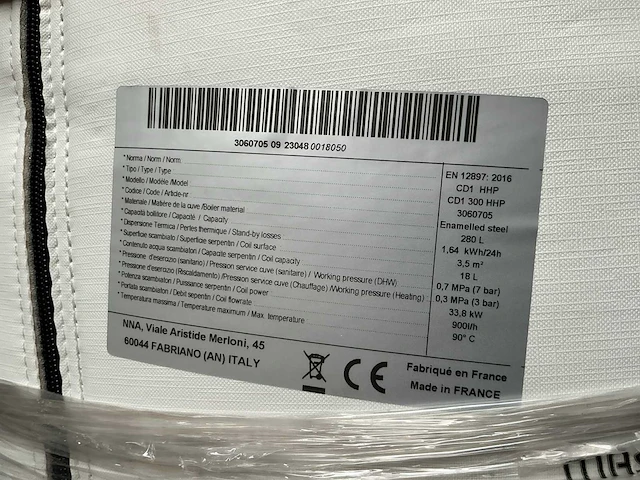 3060705 09 23048 0018050
* Norma / Norm / Norm
EN 12897: 2016
* Tipo / Type / Type
CD1 HHP
* Modello / Modèle /Model
CD1 300 HHP
* Codice / Code / Article-nr
3060705
* Materiale / Matière de la cuve /Boiler material
Enamelled steel
* Capacità bollitore / Capacité / Capacity
280 L
* Dispersione Termica / Pertes thermique / Stand-by losses
1,64 kWh/24h
* Superficie scambiato/ Superficie serpentin / Coil surface
3,5 m²
* Contenuto acqua scambiaton / Capacite serpentin / Coil capacity
18 L
* Pressione d'esercizio (sanitario) / Pression service cuve (sanitaire) / Working pressure (DHW)
0,7 MPa (7 bar)
* Pressione d'esercizio (Riscaldamento) /Pression service cuve (Chauffage) /Working pressure (Heating)
0,3 MPa (3 bar)
* Potenza scambiaton / Puissance serpentin / Coil power
33,8 kW
* Portata scambiaton / Debit sepentin / Coil flowrate
900l/h
* Temperatura massima / Temperature maximum / Max. temperature
90° C
NNA, Viale Aristide Merloni, 45
60044 FABRIANO (AN) ITALY
CE
Fabriqué en France
Made in FRANCE